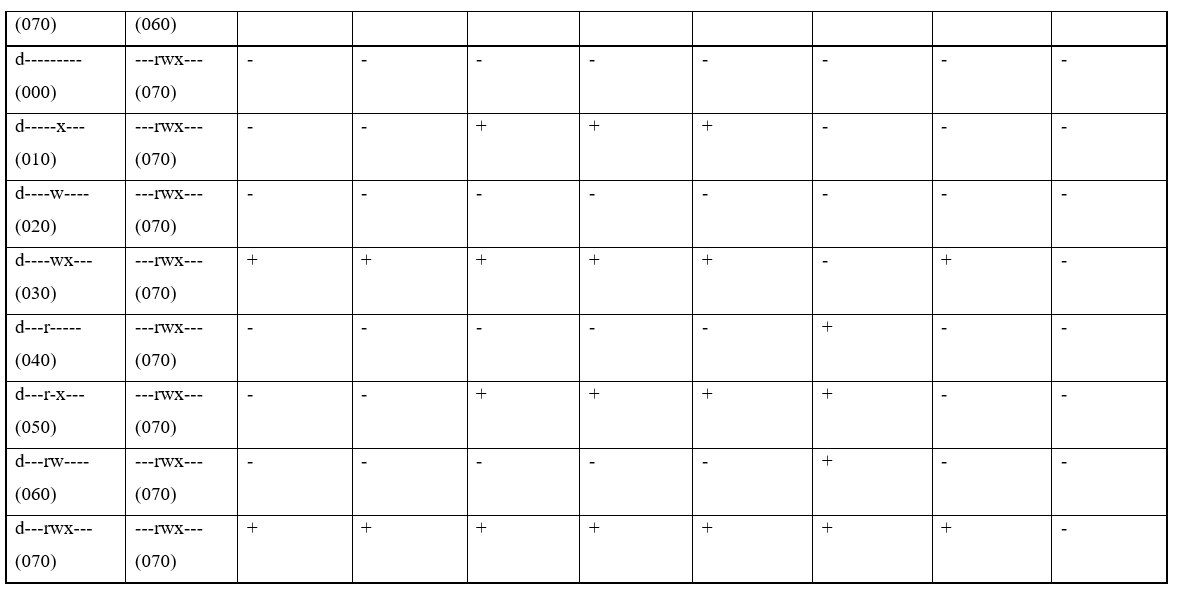 (070) (060)
d--------- ---rwx--- - - - - - - - -
(000) (070)
d-----x--- ---rwx--- - - + + + - - -
(010) (070)
d----w---- ---rwx--- - - - - - - - -
(020) (070)
d----wx--- ---rwx--- + + + + + - + -
(030) (070)
d---r----- ---rwx--- - - - - - + - -
(040) (070)
d---r-x--- ---rwx--- - - + + + + - -
(050) (070)
d---rw---- ---rwx--- - - - - - + - -
(060) (070)
d---rwx--- ---rwx--- + + + + + + + -
(070) (070)